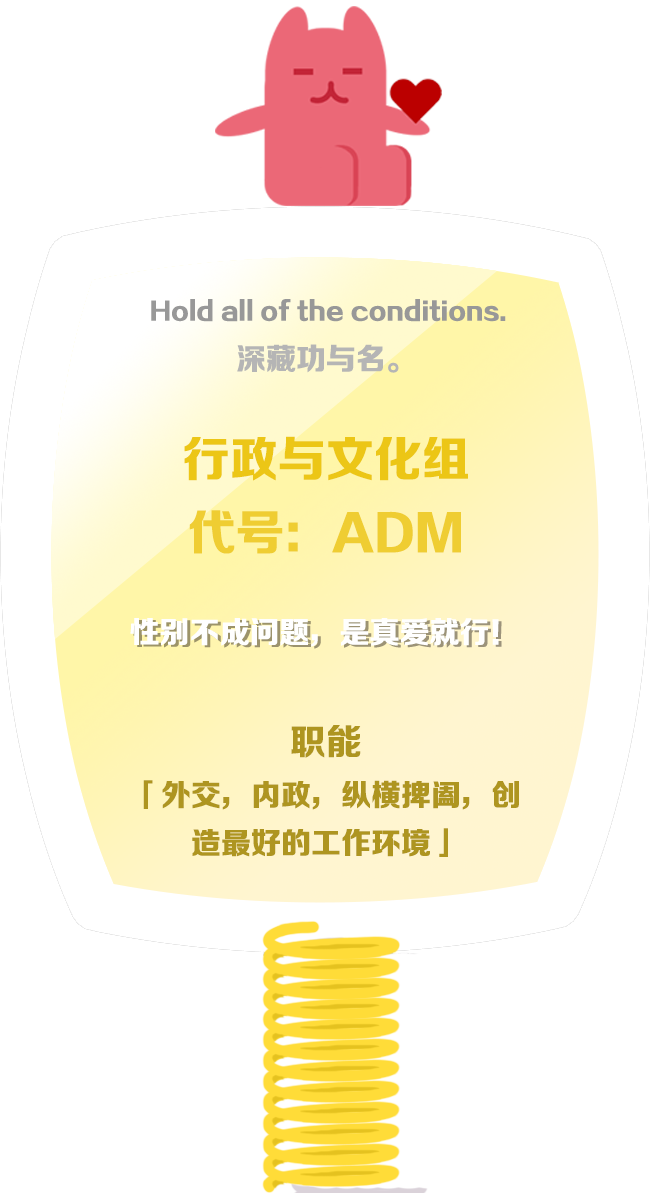 Hold all of the conditions.
深藏功与名。
行政与文化组
代号：ADM
性别不成问题，是真爱就行！
职能
「外交，内政，纵横捭阖，创
造最好的工作环境」